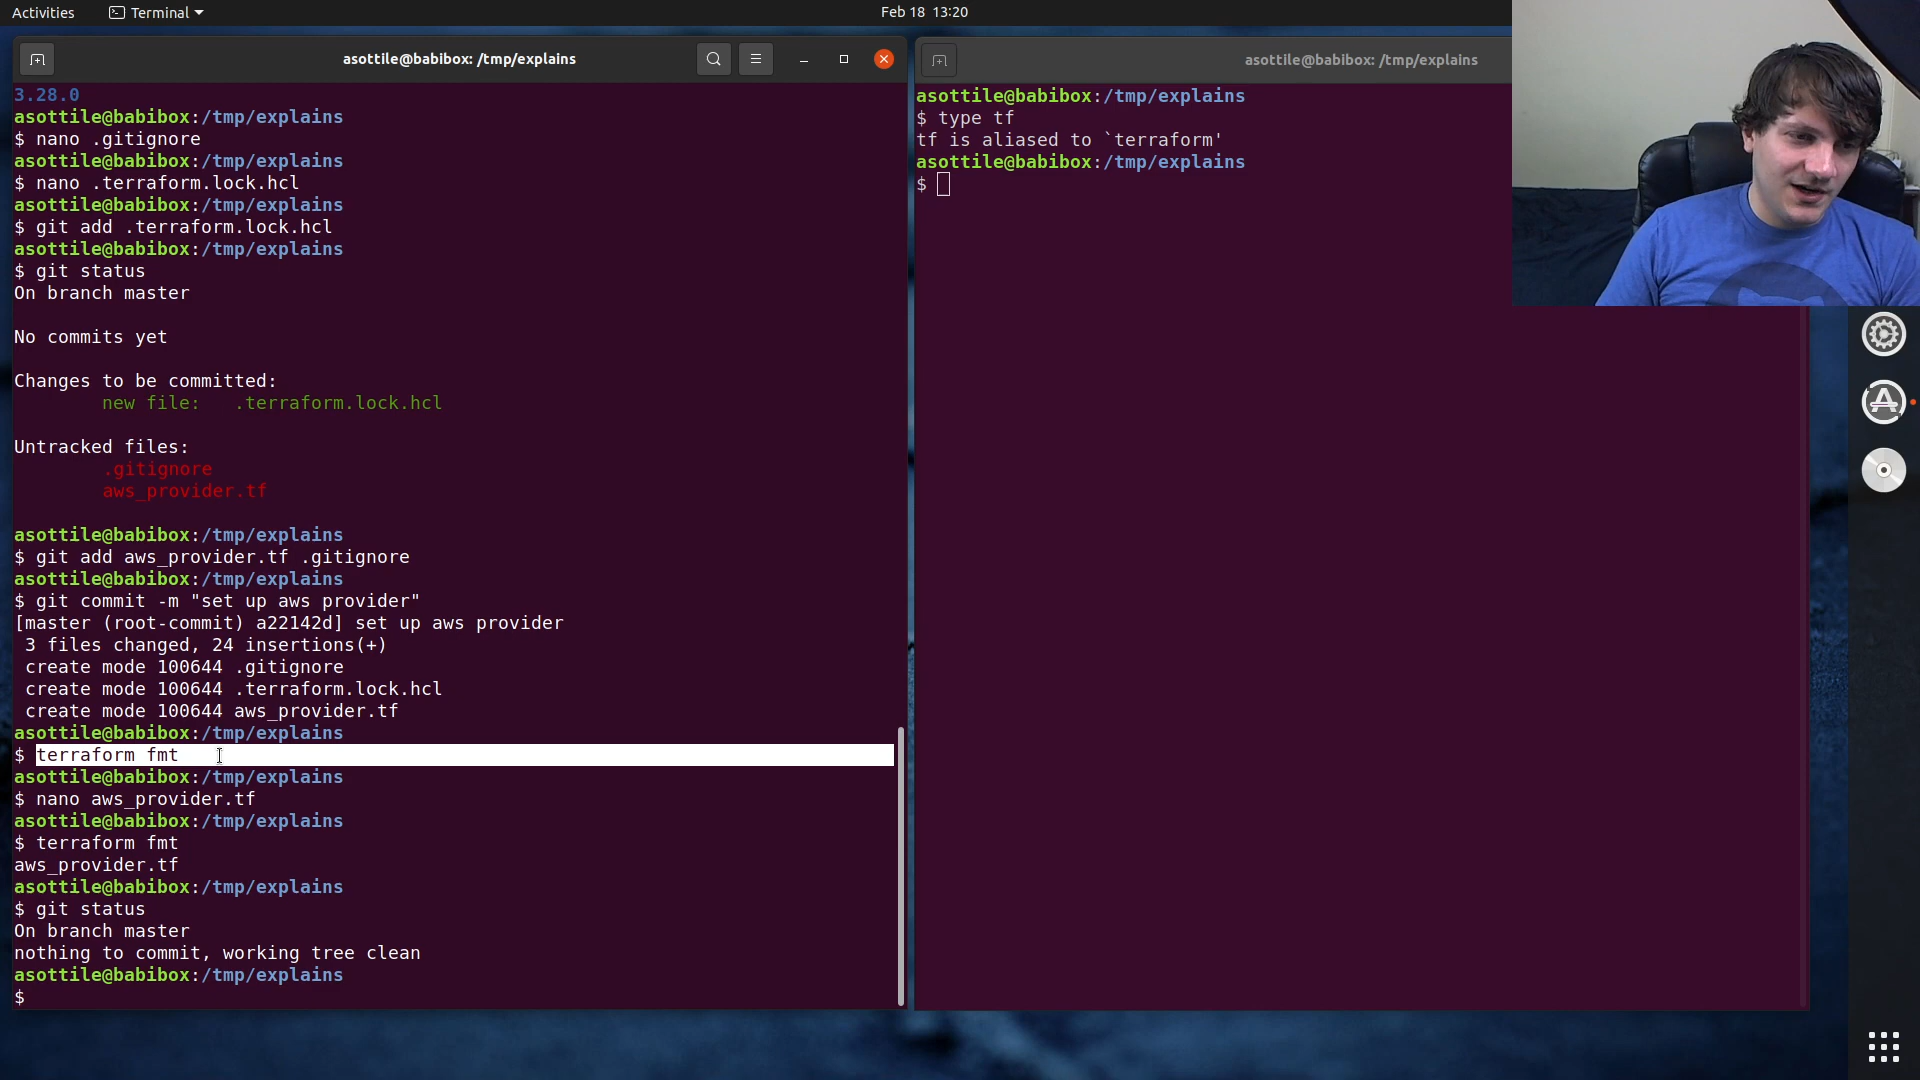 Activities
Terminal
Feb 18 13:20
asottile@babibox: /tmp/explains
3.28.0
asottile@babibox:/tmp/explains
$ nano .gitignore
asottile@babibox:/tmp/explains
$ nano .terraform.lock.hcl
asottile@babibox:/tmp/explains
$ git add .terraform.lock.hcl
asottile@babibox:/tmp/explains
$ git status
On branch master
No commits yet
Changes to be committed:
new file:   .terraform.lock.hcl
Untracked files:
.gitignore
aws_provider.tf
asottile@babibox:/tmp/explains
$ git add aws_provider.tf .gitignore
asottile@babibox:/tmp/explains
$ git commit -m "set up aws provider"
[master (root-commit) a22142d] set up aws provider
3 files changed, 24 insertions(+)
create mode 100644 .gitignore
create mode 100644 .terraform.lock.hcl
create mode 100644 aws_provider.tf
asottile@babibox:/tmp/explains
$ terraform fmt
asottile@babibox:/tmp/explains
$ nano aws_provider.tf
asottile@babibox:/tmp/explains
$ terraform fmt
aws_provider.tf
asottile@babibox:/tmp/explains
$ git status
On branch master
nothing to commit, working tree clean
asottile@babibox:/tmp/explains
$
asottile@babibox: /tmp/explains
asottile@babibox:/tmp/explains
$ type tf
tf is aliased to `terraform'
asottile@babibox:/tmp/explains
$